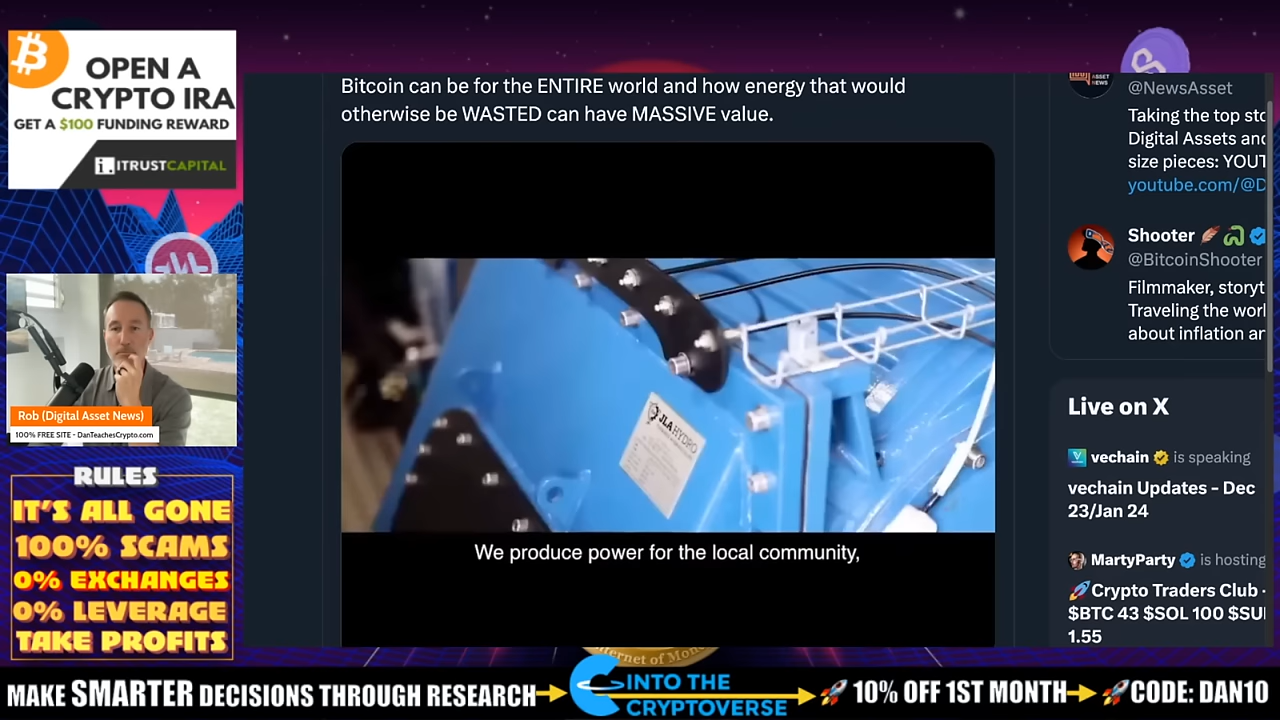 OPEN A
CRYPTO IRA
GET A $100 FUNDING REWARD
i. iTRUSTCAPITAL
Rob (Digital Asset News)
100% FREE SITE - DanTeachesCrypto.com
RULES
IT'S ALL GONE
100% SCAMS
0% EXCHANGES
0% LEVERAGE
TAKE PROFITS
Bitcoin can be for the ENTIRE world and how energy that would
otherwise be WASTED can have MASSIVE value.
JLA HYDRO
We produce power for the local community,
ASSET
NEWS
@NewsAsset
Taking the top sto
Digital Assets and
size pieces: YOUT
youtube.com/@D
Shooter
@BitcoinShooter
Filmmaker, storyt
Traveling the worl
about inflation an
Live on X
vechain is speaking
vechain Updates - Dec
23/Jan 24
MartyParty is hosting
🚀Crypto Traders Club -
$BTC 43 $SOL 100 $SUI
1.55
MAKE SMARTER DECISIONS THROUGH RESEARCH
INTO THE
CRYPTOVERSE
🚀 10% OFF 1ST MONTH
🚀CODE: DAN10